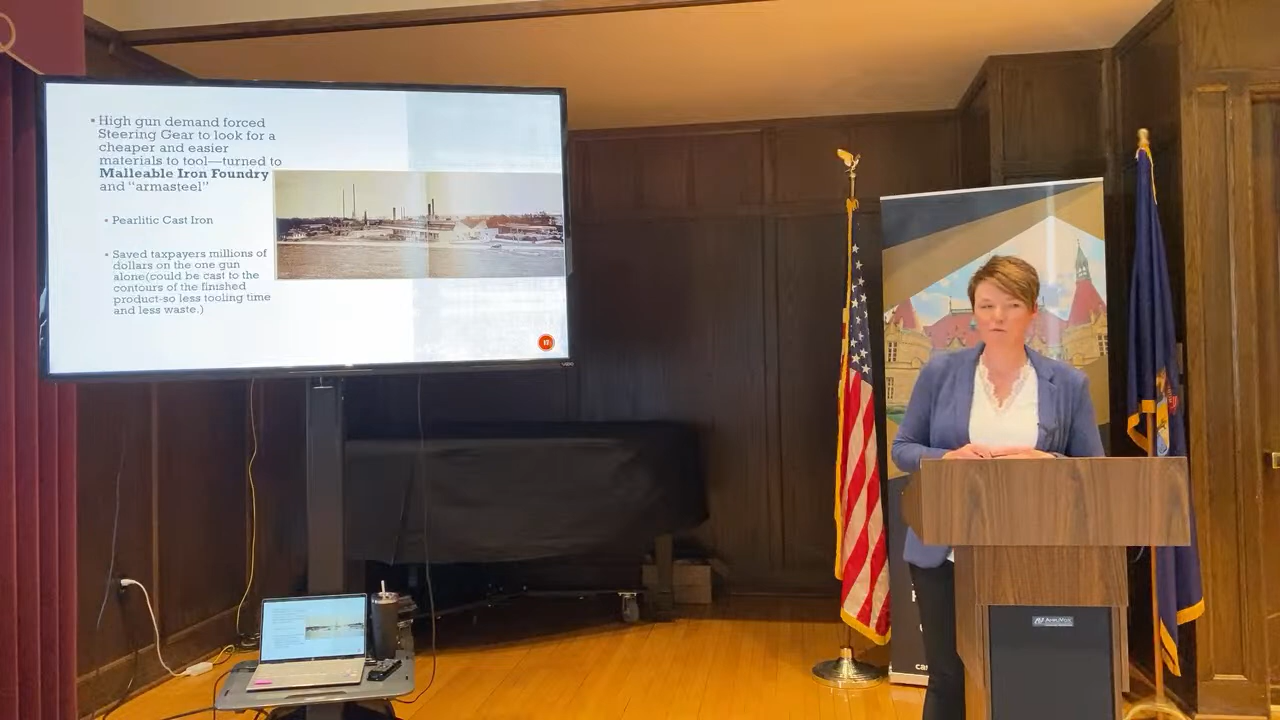 ▪ High gun demand forced
Steering Gear to look for a
cheaper and easier
materials to tool—turned to
Malleable Iron Foundry
and “armasteel”
▪ Pearlitic Cast Iron
▪ Saved taxpayers millions of
dollars on the one gun
alone(could be cast to the
contours of the finished
product-so less tooling time
and less waste.)